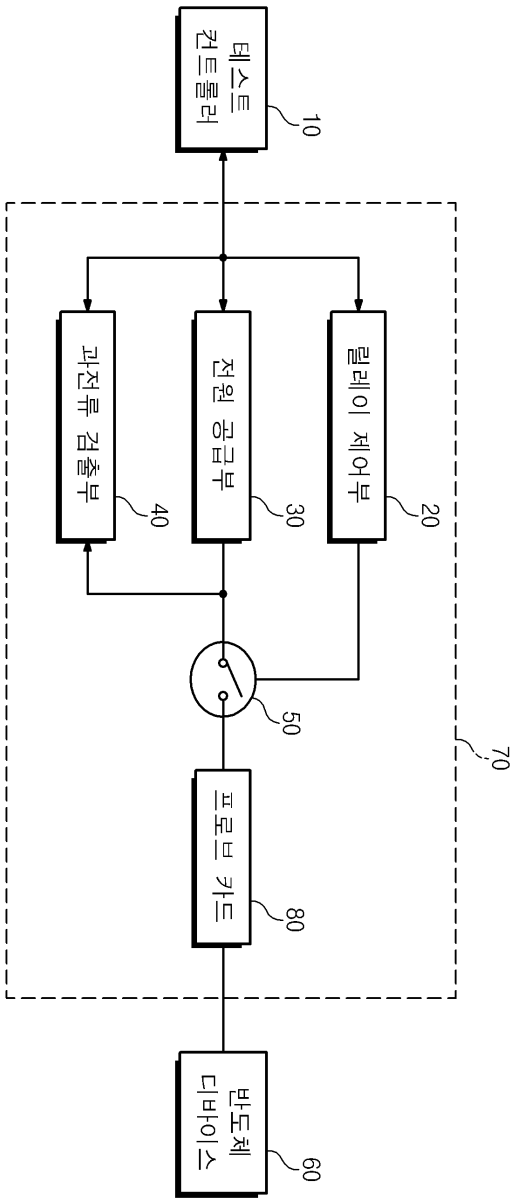 테스트
컨트롤러
10
릴레이 제어부
20
전원 공급부
30
과전류 검출부
40
50
70
프로브 카드
80
반도체
디바이스
60